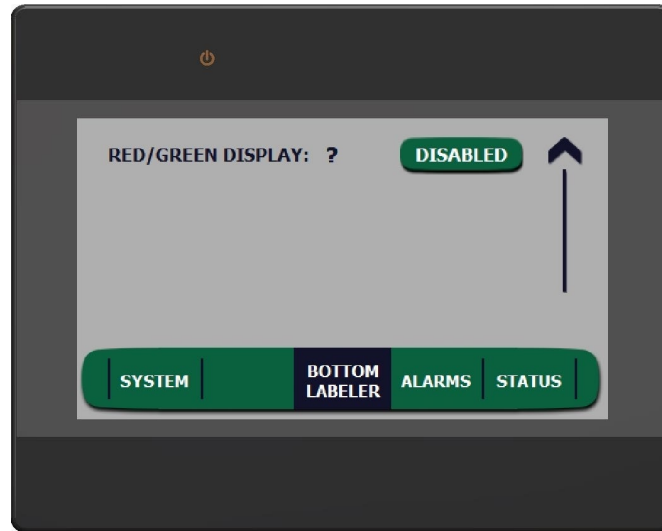 RED/GREEN DISPLAY: ? DISABLED
SYSTEM BOTTOM LABELER ALARMS STATUS